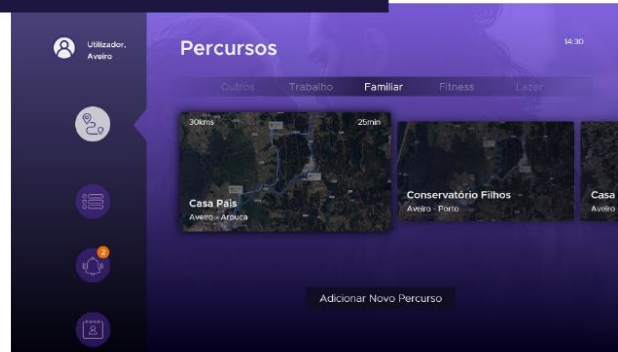 Utilizador,
Aveiro
Percursos
14:30
Outros Trabalho Familiar Fitness Lazer
30kms 25min
Casa Pais
Aveiro - Arouca
Conservatório Filhos
Aveiro - Porto
Casa
Aveiro
2
Adicionar Novo Percurso